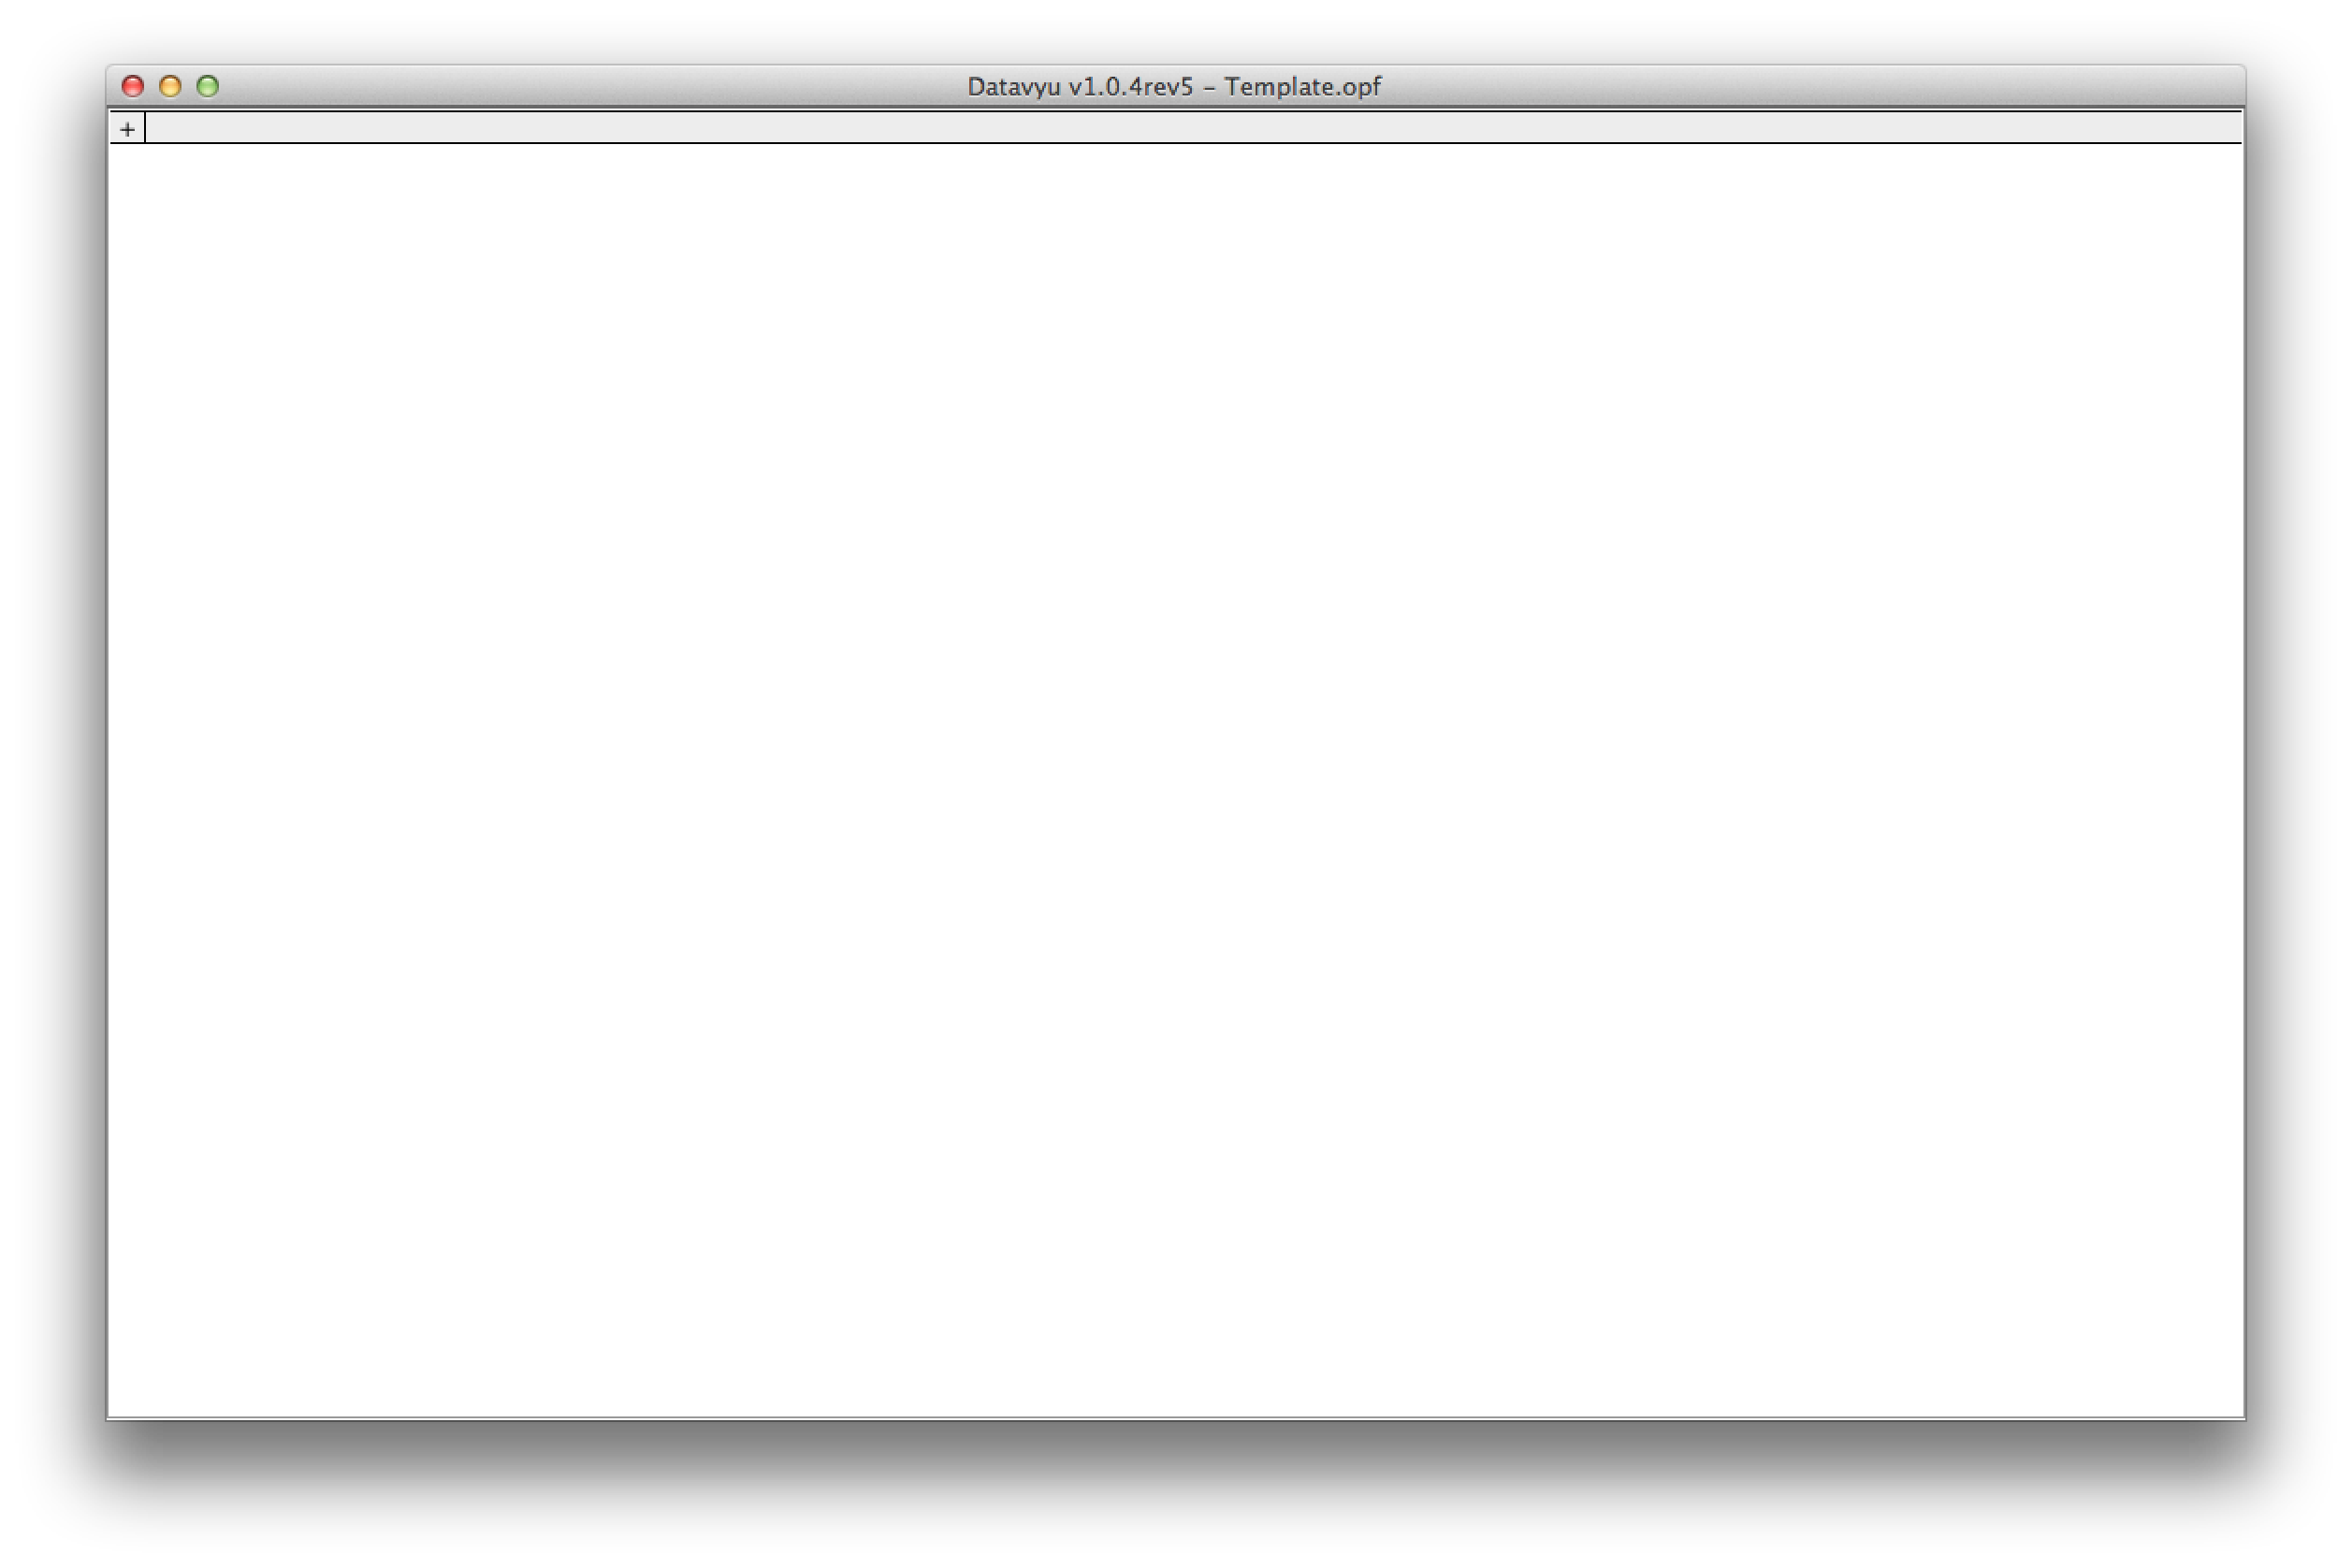 Datavyu v1.0.4rev5 – Template.opf
+